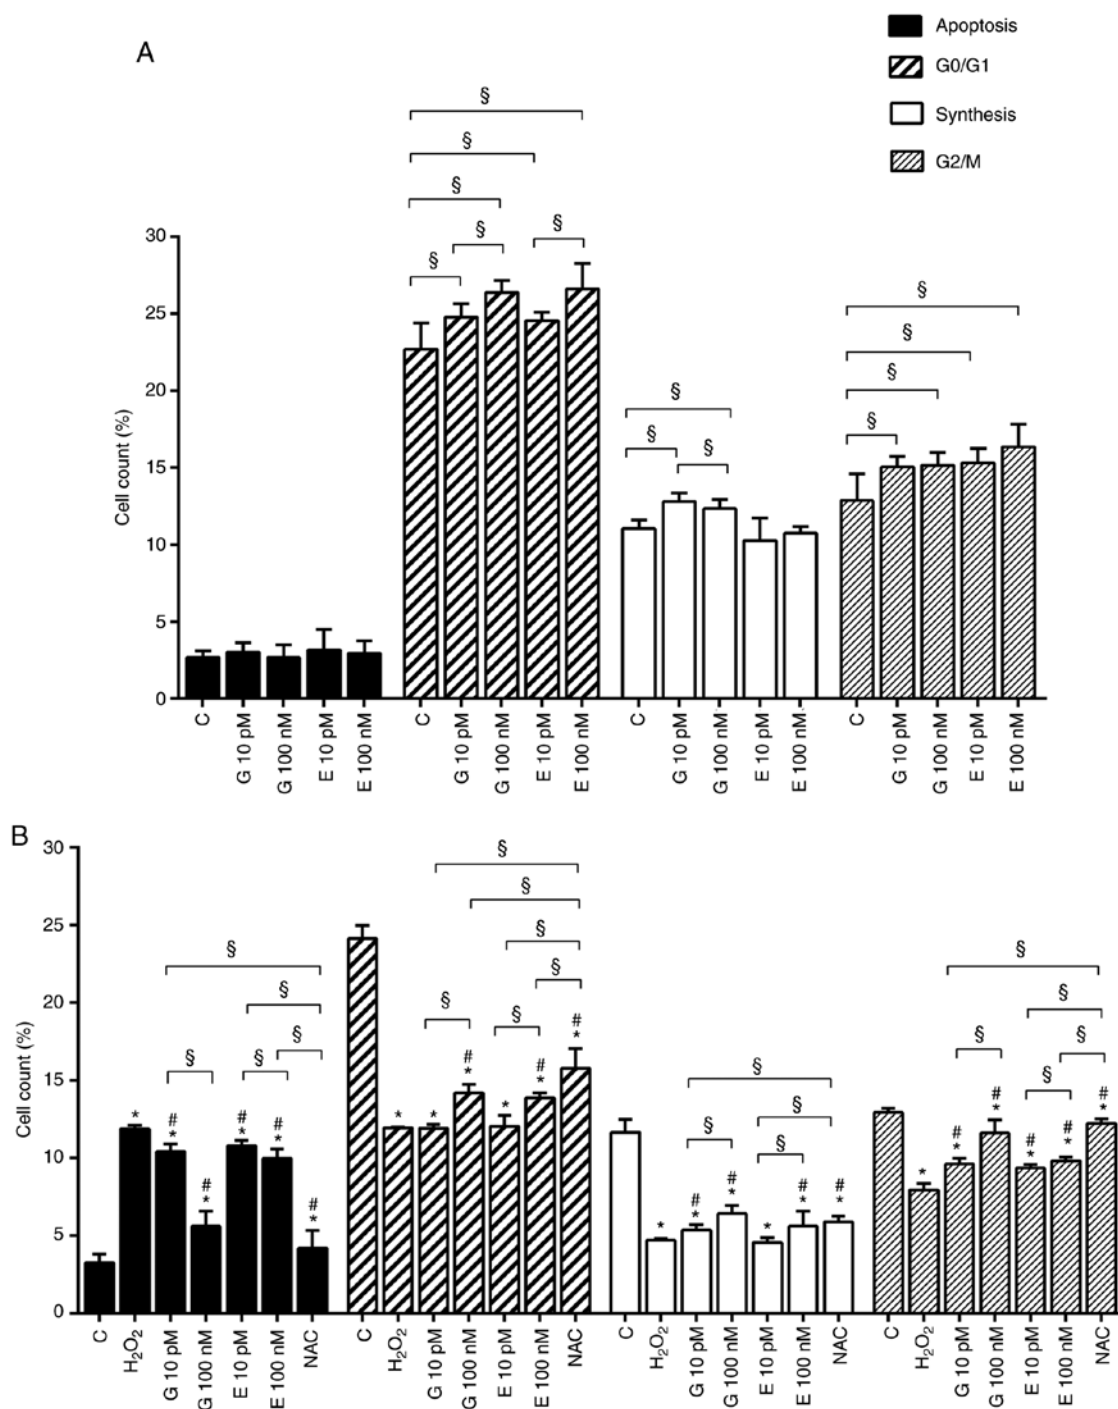 A
Apoptosis
G0/G1
Synthesis
G2/M
§
§
§
§ §
§
§
§
§
§
§
§ §
§
Cell count (%)
30
25
20
15
10
5
0
C G 10 pM G 100 nM E 10 pM E 100 nM C G 10 pM G 100 nM E 10 pM E 100 nM C G 10 pM G 100 nM E 10 pM E 100 nM C G 10 pM G 100 nM E 10 pM E 100 nM
B
Cell count (%)
30
25
20
15
10
5
0
§ § § § §
* #* #* #* #* #*
§ § § § § §
* * #* * #* #*
§ § § §
* #* #* * #* #*
§ § § § §
* #* #* #* #* #*
C H₂O₂ G 10 pM G 100 nM E 10 pM E 100 nM NAC C H₂O₂ G 10 pM G 100 nM E 10 pM E 100 nM NAC C H₂O₂ G 10 pM G 100 nM E 10 pM E 100 nM NAC C H₂O₂ G 10 pM G 100 nM E 10 pM E 100 nM NAC